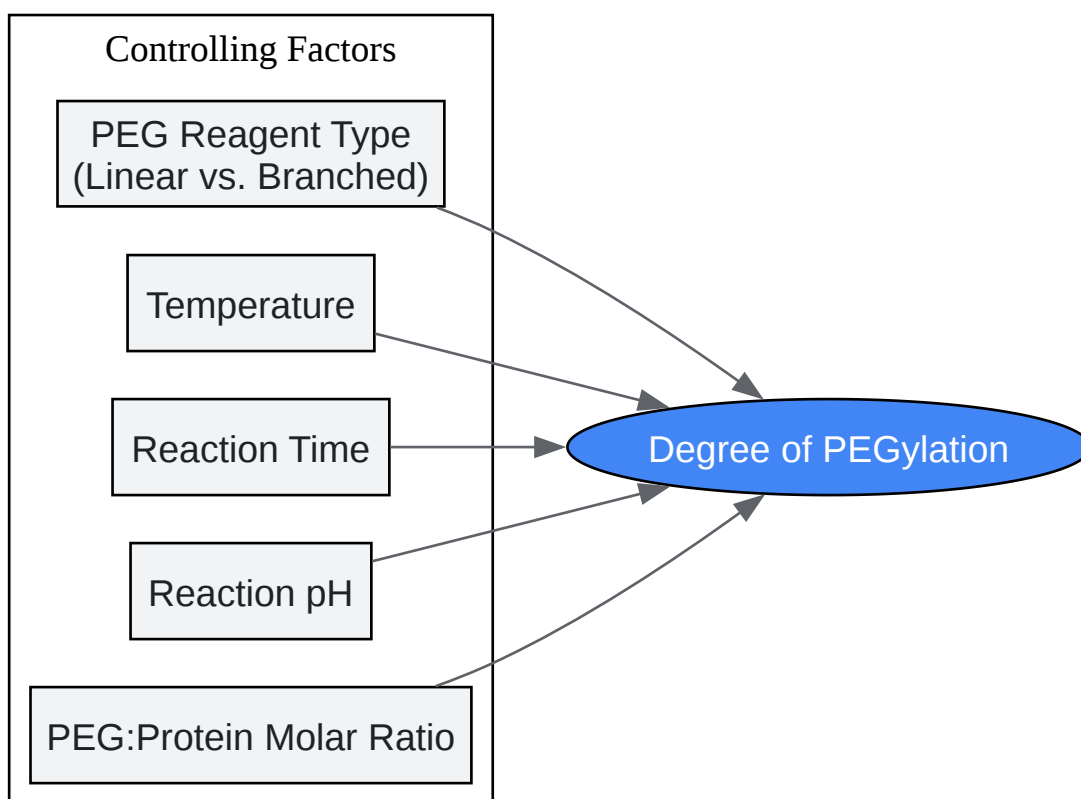 Controlling Factors
PEG Reagent Type
(Linear vs. Branched)
Temperature
Reaction Time
Degree of PEGylation
Reaction pH
PEG:Protein Molar Ratio